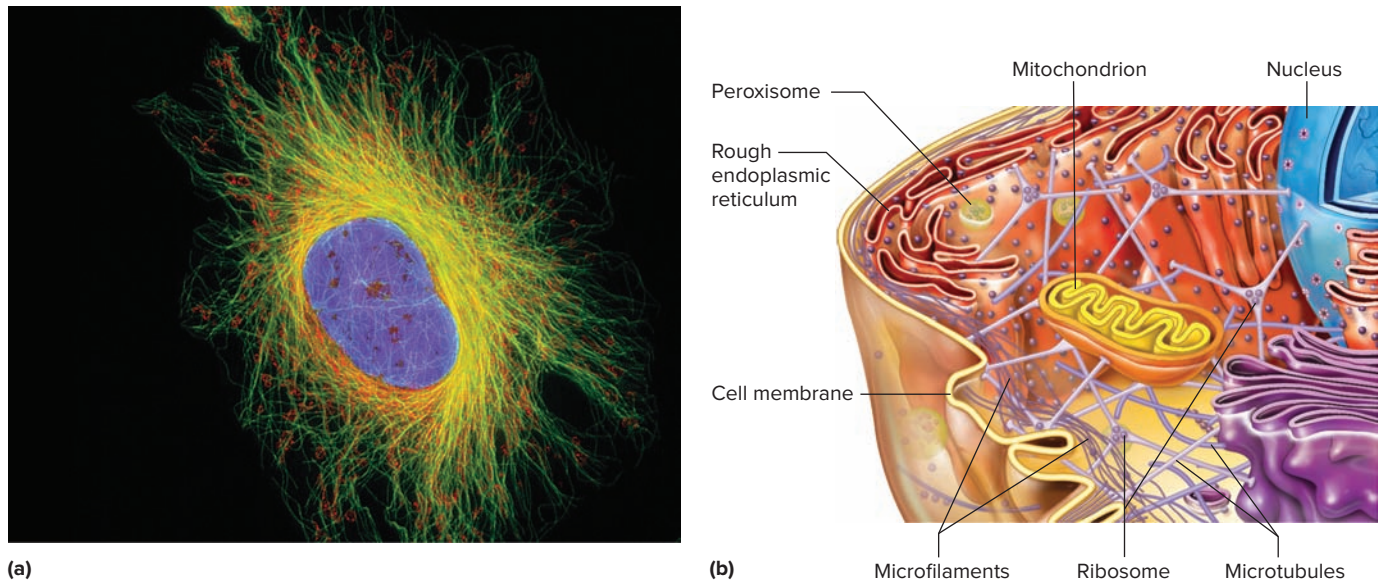 Mitochondrion
Nucleus
Peroxisome
Rough
endoplasmic
reticulum
Cell membrane
(a)
(b)
Microfilaments
Ribosome
Microtubules